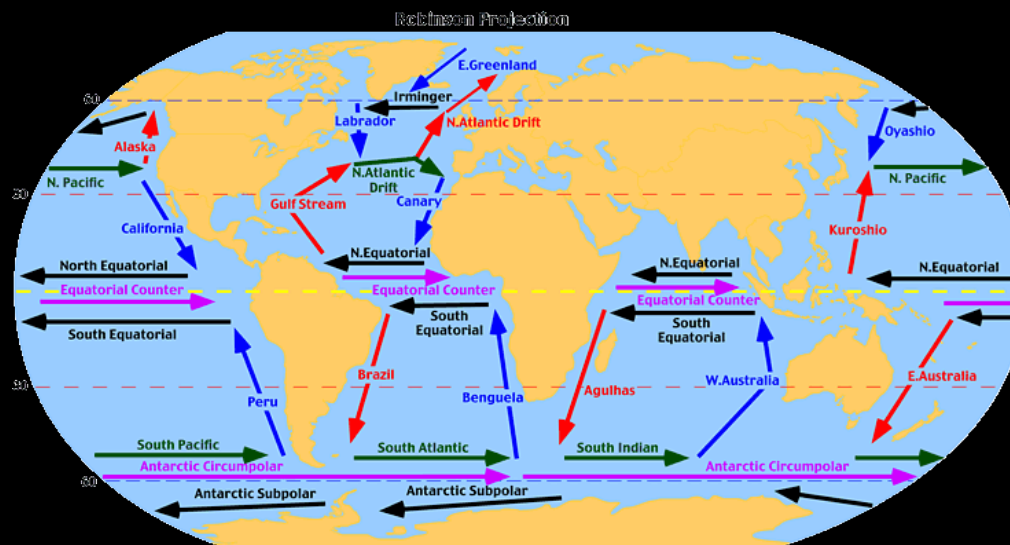 Robinson Projection
E.Greenland
60
Irminger
Labrador
N.Atlantic Drift
Oyashio
Alaska
N. Pacific
N.Atlantic
Drift
N. Pacific
30
Canary
Gulf Stream
California
Kuroshio
N.Equatorial
North Equatorial
N.Equatorial
N.Equatorial
Equatorial Counter
Equatorial Counter
Equatorial Counter
South Equatorial
South
Equatorial
South
Equatorial
Brazil
W.Australia
E.Australia
30
Peru
Benguela
Agulhas
South Pacific
South Atlantic
South Indian
Antarctic Circumpolar
Antarctic Circumpolar
60
Antarctic Subpolar
Antarctic Subpolar